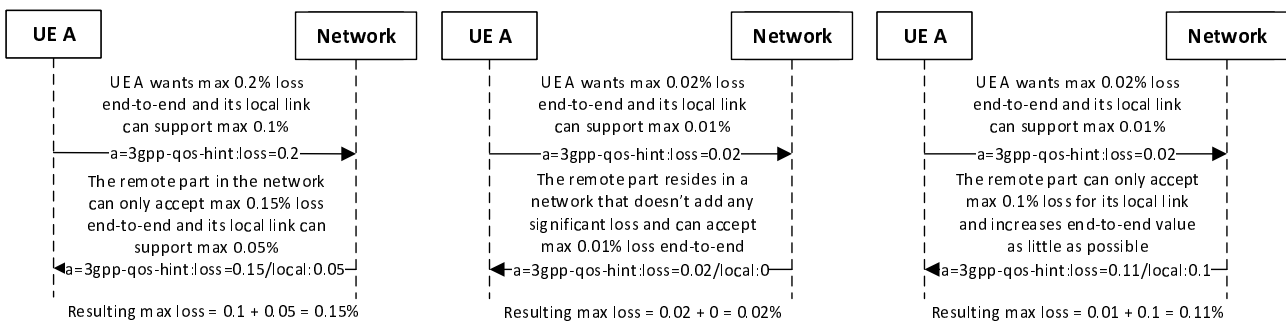 UE A
Network
UE A wants max 0.2% loss
end-to-end and its local link
can support max 0.1%
a=3gpp-qos-hint:loss=0.2
The remote part in the network
can only accept max 0.15% loss
end-to-end and its local link can
support max 0.05%
a=3gpp-qos-hint:loss=0.15/local:0.05
Resulting max loss = 0.1 + 0.05 = 0.15%
UE A
Network
UE A wants max 0.02% loss
end-to-end and its local link
can support max 0.01%
a=3gpp-qos-hint:loss=0.02
The remote part resides in a
network that doesn't add any
significant loss and can accept
max 0.01% loss end-to-end
a=3gpp-qos-hint:loss=0.02/local:0
Resulting max loss = 0.02 + 0 = 0.02%
UE A
Network
UE A wants max 0.02% loss
end-to-end and its local link
can support max 0.01%
a=3gpp-qos-hint:loss=0.02
The remote part can only accept
max 0.1% loss for its local link
and increases end-to-end value
as little as possible
a=3gpp-qos-hint:loss=0.11/local:0.1
Resulting max loss = 0.01 + 0.1 = 0.11%